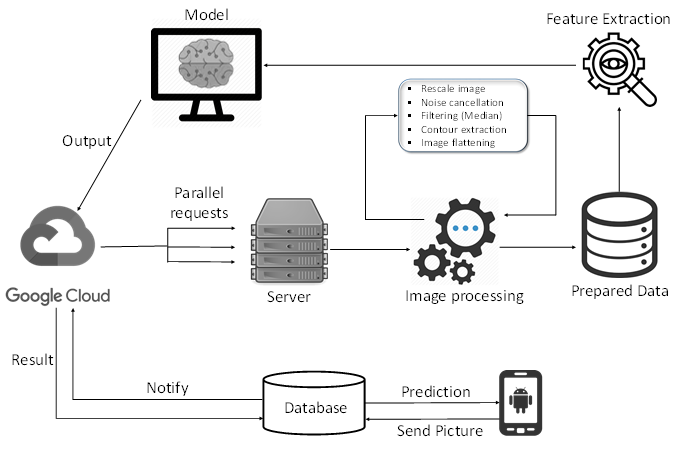 Model
Feature Extraction
▪ Rescale image
▪ Noise cancellation
▪ Filtering (Median)
▪ Contour extraction
▪ Image flattening
Output
Parallel
requests
Google Cloud
Server
Image processing
Prepared Data
Result
Notify
Database
Prediction
Send Picture